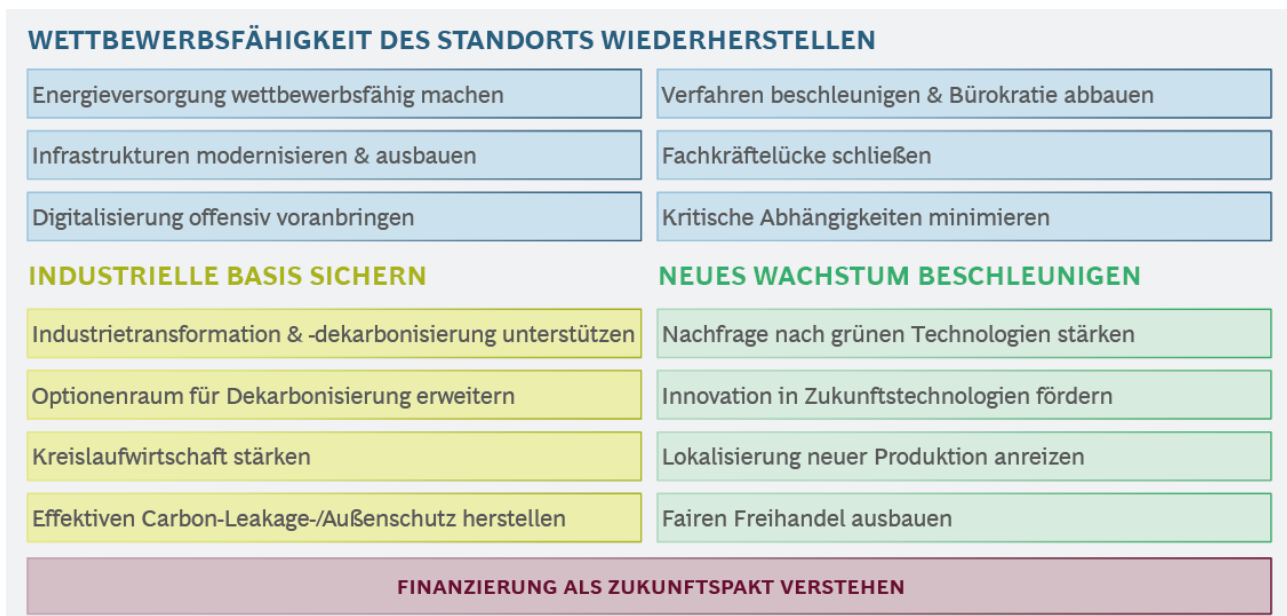 WETTBEWERBSFÄHIGKEIT DES STANDORTS WIEDERHERSTELLEN
Energieversorgung wettbewerbsfähig machen
Verfahren beschleunigen & Bürokratie abbauen
Infrastrukturen modernisieren & ausbauen
Fachkräftelücke schließen
Digitalisierung offensiv voranbringen
Kritische Abhängigkeiten minimieren
INDUSTRIELLE BASIS SICHERN
Industrietransformation & -dekarbonisierung unterstützen
Optionenraum für Dekarbonisierung erweitern
Kreislaufwirtschaft stärken
Effektiven Carbon-Leakage-/Außenschutz herstellen
NEUES WACHSTUM BESCHLEUNIGEN
Nachfrage nach grünen Technologien stärken
Innovation in Zukunftstechnologien fördern
Lokalisierung neuer Produktion anreizen
Fairen Freihandel ausbauen
FINANZIERUNG ALS ZUKUNFTSPAKT VERSTEHEN